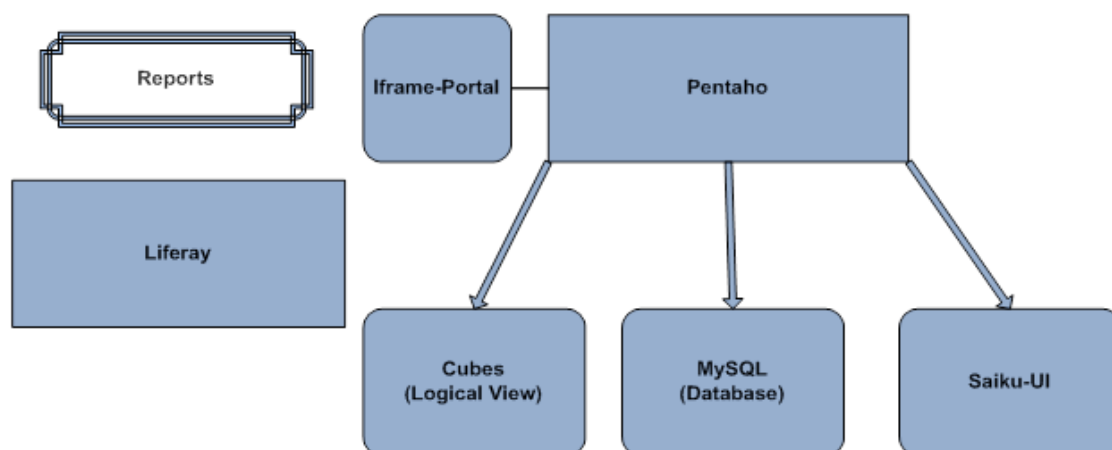 Reports
Iframe-Portal
Pentaho
Liferay
Cubes
(Logical View)
MySQL
(Database)
Saiku-UI